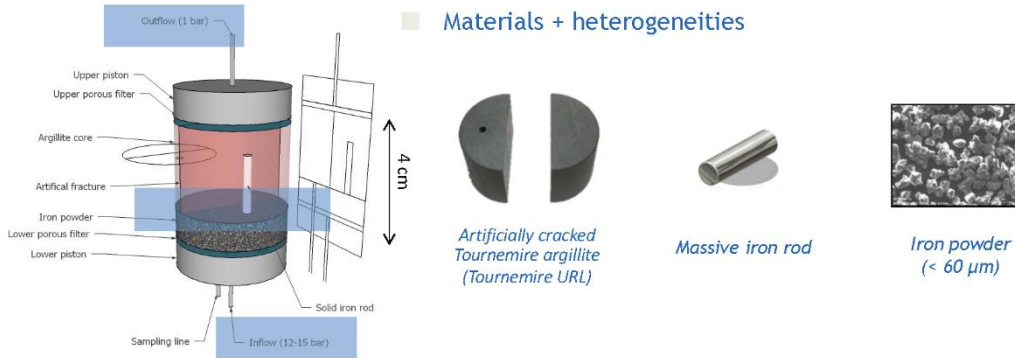 Outflow (1 bar)
Materials + heterogeneities
Upper piston
Upper porous filter
Argillite core
Artifical fracture
4 cm
Iron powder
Lower porous filter
Lower piston
Solid iron rod
Sampling line
Inflow (12-15 bar)
Artificially cracked
Tournemire argillite
(Tournemire URL)
Massive iron rod
Iron powder
(< 60 µm)